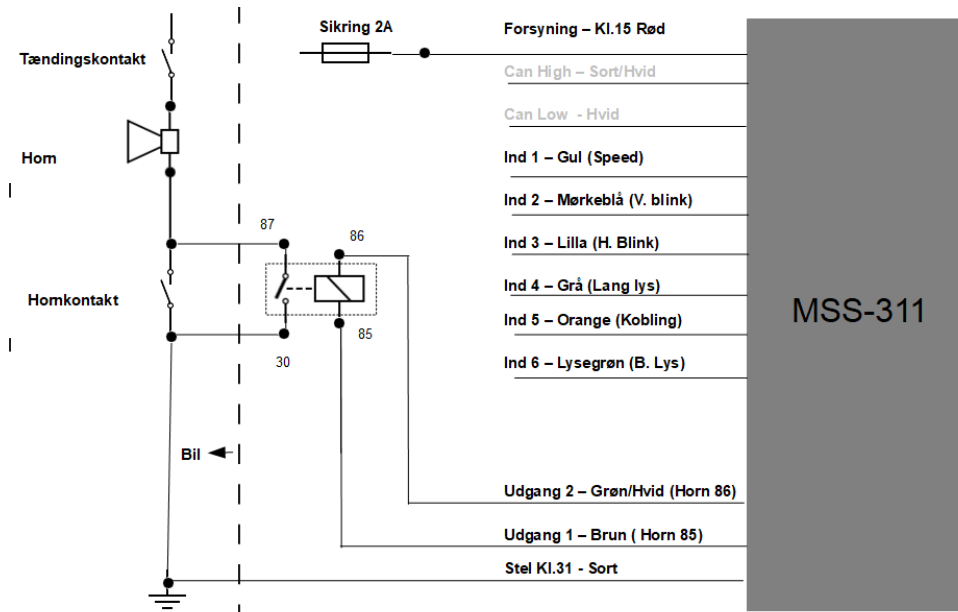 Sikring 2A
Forsyning – Kl.15 Rød
Tændingskontakt
Can High – Sort/Hvid
Can Low - Hvid
Horn
Ind 1 – Gul (Speed)
Ind 2 – Mørkeblå (V. blink)
87
86
Ind 3 – Lilla (H. Blink)
Ind 4 – Grå (Lang lys)
Hornkontakt
MSS-311
Ind 5 – Orange (Kobling)
85
30
Ind 6 – Lysegrøn (B. Lys)
Bil
Udgang 2 – Grøn/Hvid (Horn 86)
Udgang 1 – Brun ( Horn 85)
Stel Kl.31 - Sort